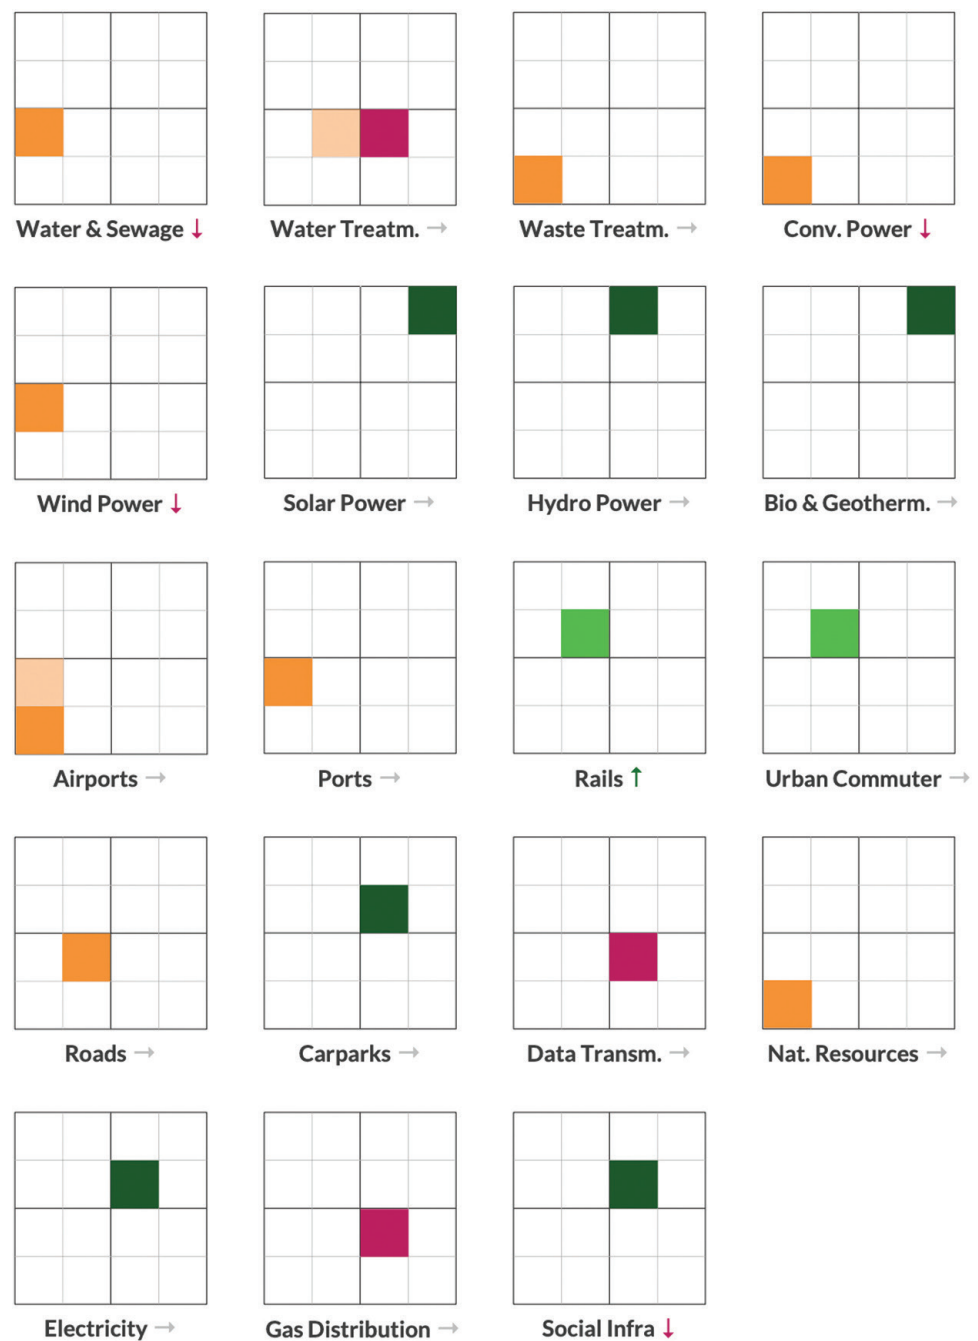 Water & Sewage ↓
Water Treatm. →
Waste Treatm. →
Conv. Power ↓
Wind Power ↓
Solar Power →
Hydro Power →
Bio & Geotherm. →
Airports →
Ports →
Rails ↑
Urban Commuter →
Roads →
Carparks →
Data Transm. →
Nat. Resources →
Electricity →
Gas Distribution →
Social Infra ↓